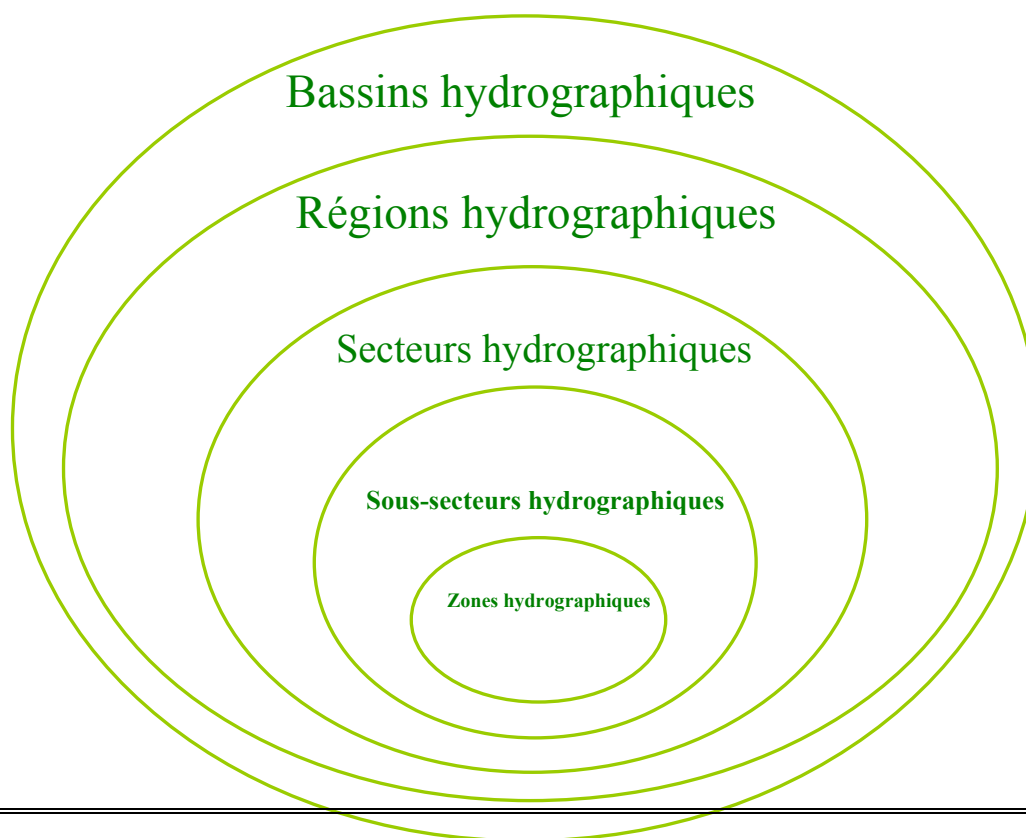 Bassins hydrographiques
Régions hydrographiques
Secteurs hydrographiques
Sous-secteurs hydrographiques
Zones hydrographiques